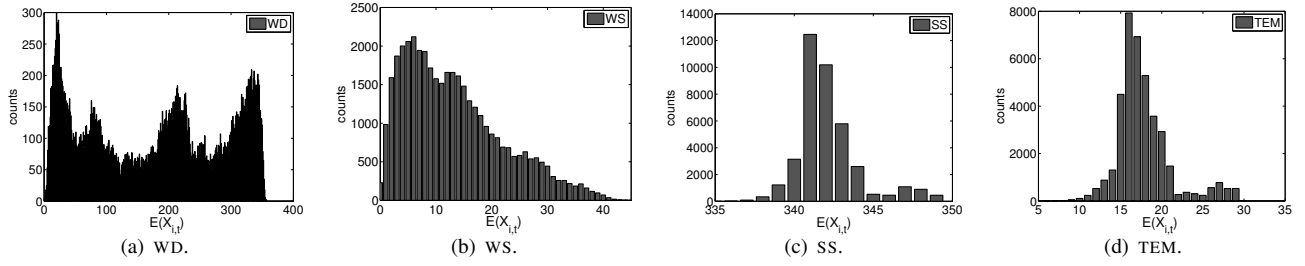 300
250
200
150
100
50
0
counts
0 100 200 300 400
E(X_{i,t})
WD
(a) WD.
2500
2000
1500
1000
500
0
counts
0 10 20 30 40
E(X_{i,t})
WS
(b) WS.
14000
12000
10000
8000
6000
4000
2000
0
counts
335 340 345 350
E(X_{i,t})
SS
(c) SS.
8000
6000
4000
2000
0
counts
5 10 15 20 25 30 35
E(X_{i,t})
TEM
(d) TEM.